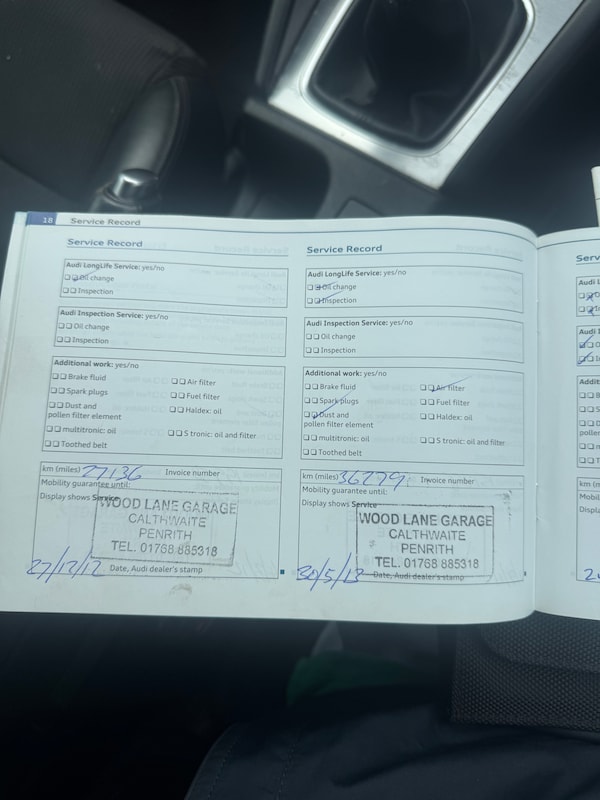 18 Service Record
Service Record
Audi LongLife Service: yes/no
Oil change
Inspection
Audi Inspection Service: yes/no
Oil change
Inspection
Additional work: yes/no
Brake fluid
Air filter
Spark plugs
Fuel filter
Dust and
pollen filter element
Haldex: oil
multitronic: oil
S tronic: oil and filter
Toothed belt
km (miles) 27136 Invoice number
Mobility guarantee until:
Display shows Service
WOOD LANE GARAGE
CALTHWAITE
PENRITH
TEL. 01768 885318
27/12/12 Date, Audi dealer's stamp
Service Record
Audi LongLife Service: yes/no
Oil change
Inspection
Audi Inspection Service: yes/no
Oil change
Inspection
Additional work: yes/no
Brake fluid
Air filter
Spark plugs
Fuel filter
Dust and
pollen filter element
Haldex: oil
multitronic: oil
S tronic: oil and filter
Toothed belt
km (miles) 36279 Invoice number
Mobility guarantee until:
Display shows Service
WOOD LANE GARAGE
CALTHWAITE
PENRITH
TEL. 01768 885318
30/5/13 Date, Audi dealer's stamp